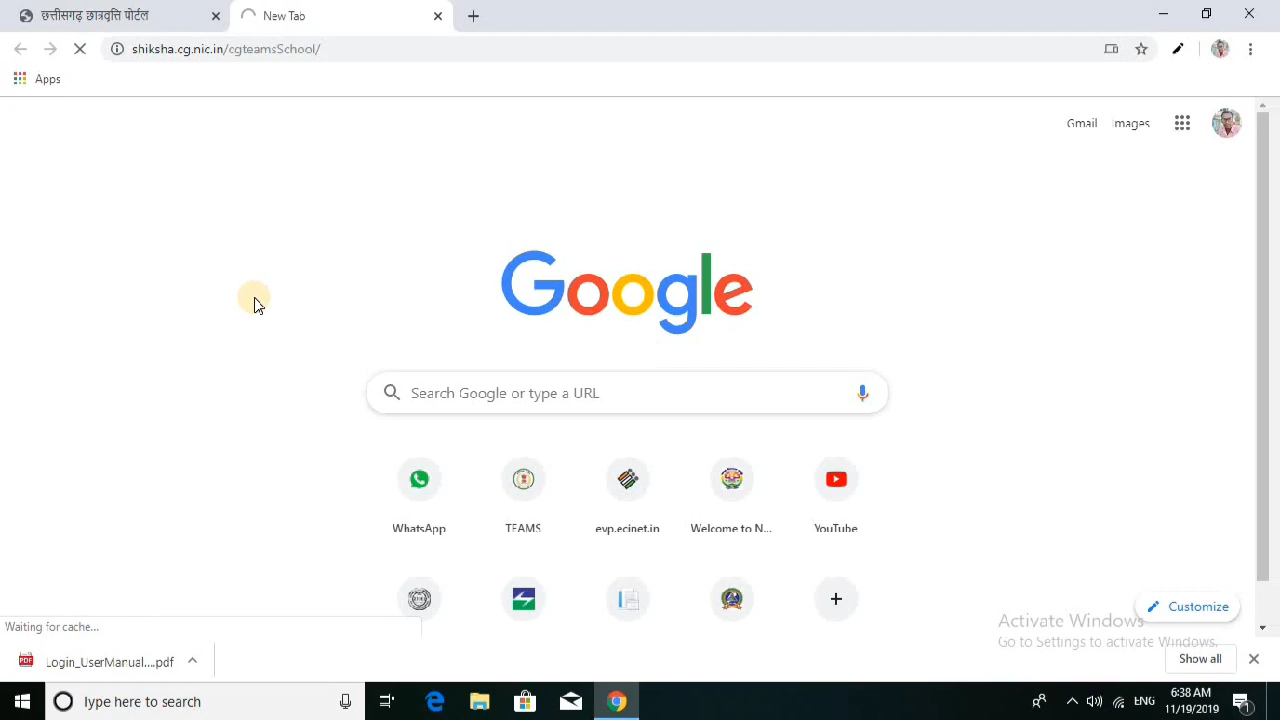 छत्तीसगढ़ छात्रवृत्ति पोर्टल
New Tab
shiksha.cg.nic.in/cgteamsSchool/
Apps
Gmail Images
Google
Search Google or type a URL
WhatsApp TEAMS evp.ecinet.in Welcome to N... YouTube
Customize
Waiting for cache...
Activate Windows
Go to Settings to activate Windows.
Login_UserManual....pdf
Show all
Type here to search
ENG
6:38 AM
11/19/2019
1